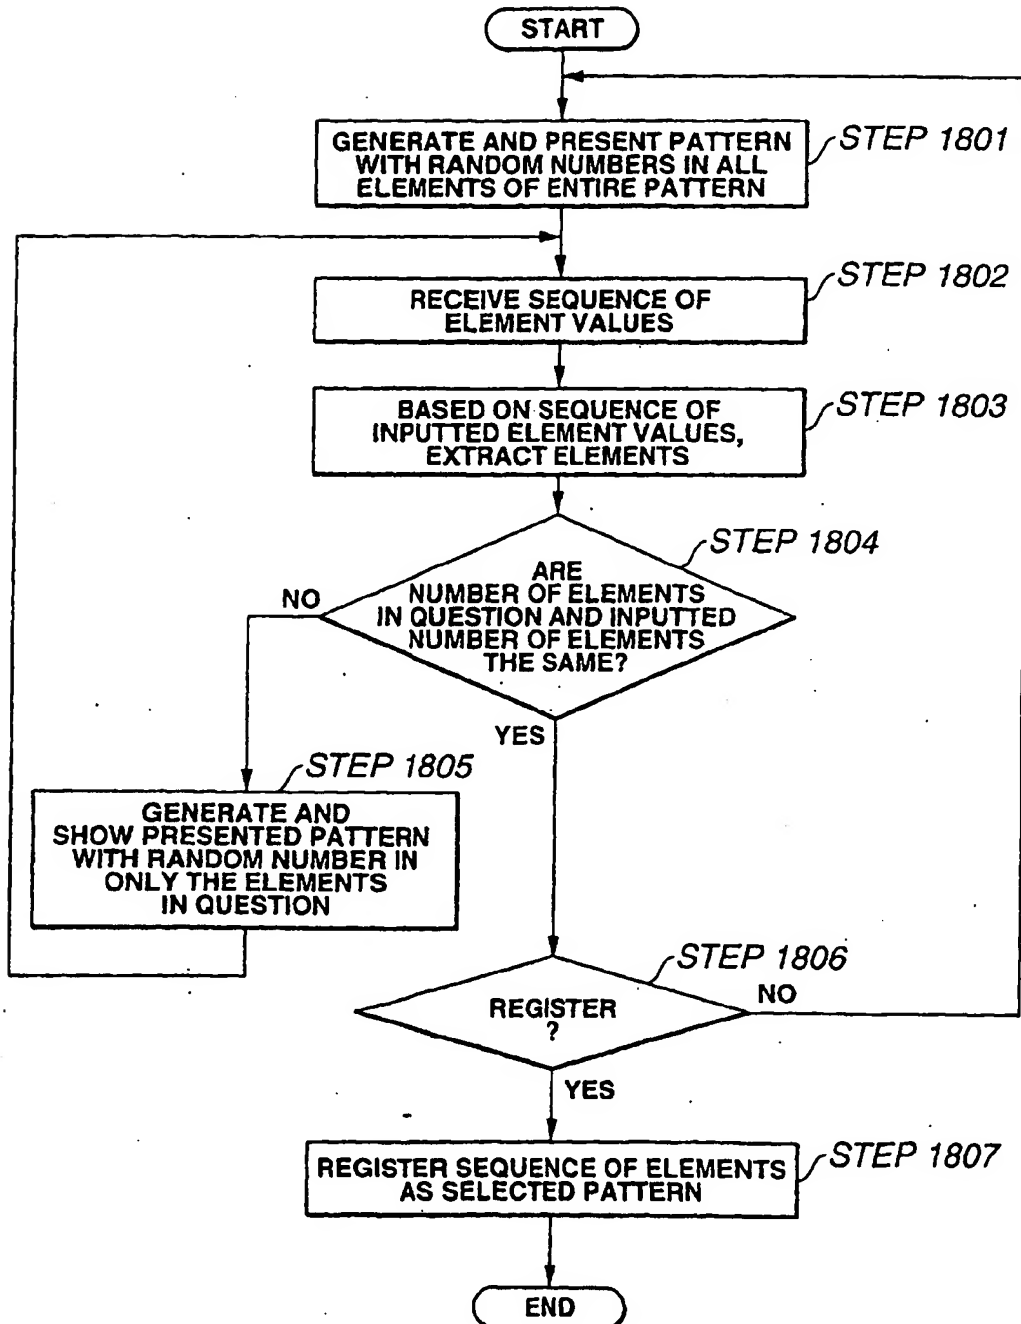 START
GENERATE AND PRESENT PATTERN
WITH RANDOM NUMBERS IN ALL
ELEMENTS OF ENTIRE PATTERN
STEP 1801
RECEIVE SEQUENCE OF
ELEMENT VALUES
STEP 1802
BASED ON SEQUENCE OF
INPUTTED ELEMENT VALUES,
EXTRACT ELEMENTS
STEP 1803
ARE
NUMBER OF ELEMENTS
IN QUESTION AND INPUTTED
NUMBER OF ELEMENTS
THE SAME?
STEP 1804
NO
YES
STEP 1805
GENERATE AND
SHOW PRESENTED PATTERN
WITH RANDOM NUMBER IN
ONLY THE ELEMENTS
IN QUESTION
STEP 1806
REGISTER
?
NO
YES
REGISTER SEQUENCE OF ELEMENTS
AS SELECTED PATTERN
STEP 1807
END